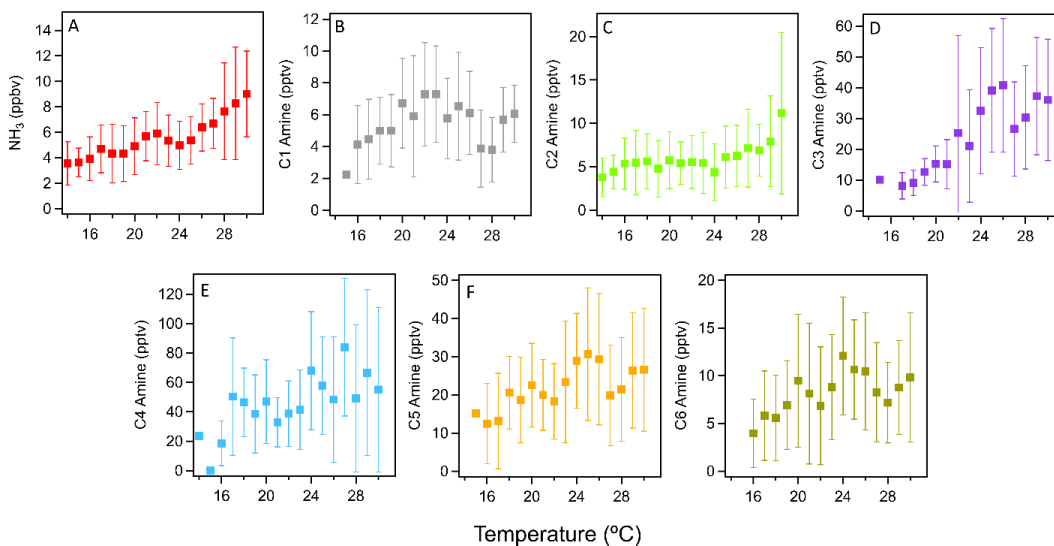 A
NH3 (ppbv)
14
12
10
8
6
4
2
0
16 20 24 28
B
C1 Amine (pptv)
12
10
8
6
4
2
0
16 20 24 28
C
C2 Amine (pptv)
20
15
10
5
0
16 20 24 28
D
C3 Amine (pptv)
60
50
40
30
20
10
0
16 20 24 28
E
C4 Amine (pptv)
120
100
80
60
40
20
0
16 20 24 28
F
C5 Amine (pptv)
50
40
30
20
10
0
16 20 24 28
C6 Amine (pptv)
20
15
10
5
0
16 20 24 28
Temperature (ºC)